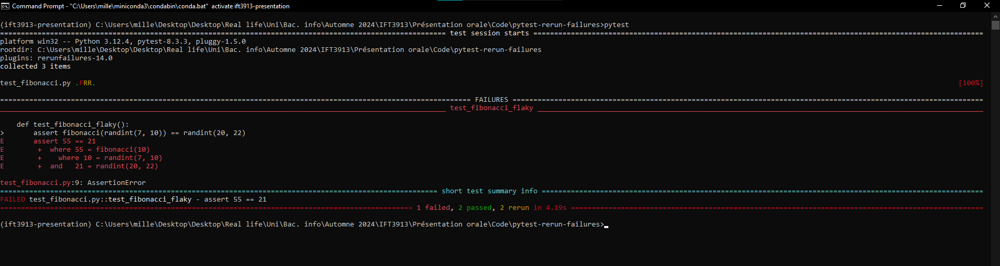 Command Prompt - "C:\Users\mille\miniconda3\condabin\conda.bat"  activate ift3913-presentation
(ift3913-presentation) C:\Users\mille\Desktop\Desktop\Real life\Uni\Bac. info\Automne 2024\IFT3913\Présentation orale\Code\pytest-rerun-failures>pytest
=========================================================================================================== test session starts ============================================================================================================
platform win32 -- Python 3.12.4, pytest-8.3.3, pluggy-1.5.0
rootdir: C:\Users\mille\Desktop\Desktop\Real life\Uni\Bac. info\Automne 2024\IFT3913\Présentation orale\Code\pytest-rerun-failures
plugins: rerunfailures-14.0
collected 3 items
test_fibonacci.py .FRR. [100%]
================================================================================================================= FAILURES =================================================================================================================
___________________________________________________________________________________________________________ test_fibonacci_flaky ___________________________________________________________________________________________________________
    def test_fibonacci_flaky():
>       assert fibonacci(randint(7, 10)) == randint(20, 22)
E       assert 55 == 21
E        +  where 55 = fibonacci(10)
E        +    where 10 = randint(7, 10)
E        +  and   21 = randint(20, 22)
test_fibonacci.py:9: AssertionError
========================================================================================================= short test summary info ==========================================================================================================
FAILED test_fibonacci.py::test_fibonacci_flaky - assert 55 == 21
=================================================================================================== 1 failed, 2 passed, 2 rerun in 4.19s ===================================================================================================
(ift3913-presentation) C:\Users\mille\Desktop\Desktop\Real life\Uni\Bac. info\Automne 2024\IFT3913\Présentation orale\Code\pytest-rerun-failures>